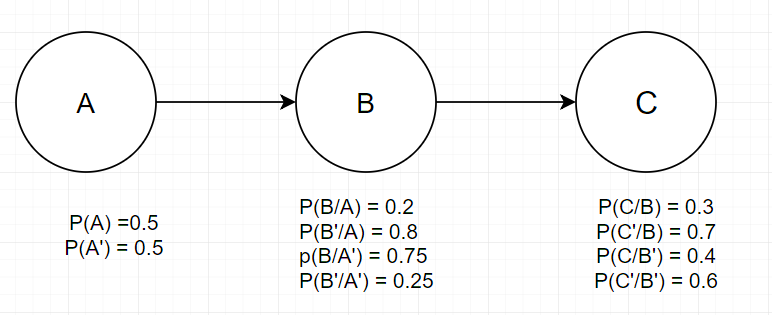 A
B
C
P(A) =0.5
P(A') = 0.5
P(B/A) = 0.2
P(B'/A) = 0.8
p(B/A') = 0.75
P(B'/A') = 0.25
P(C/B) = 0.3
P(C'/B) = 0.7
P(C/B') = 0.4
P(C'/B') = 0.6